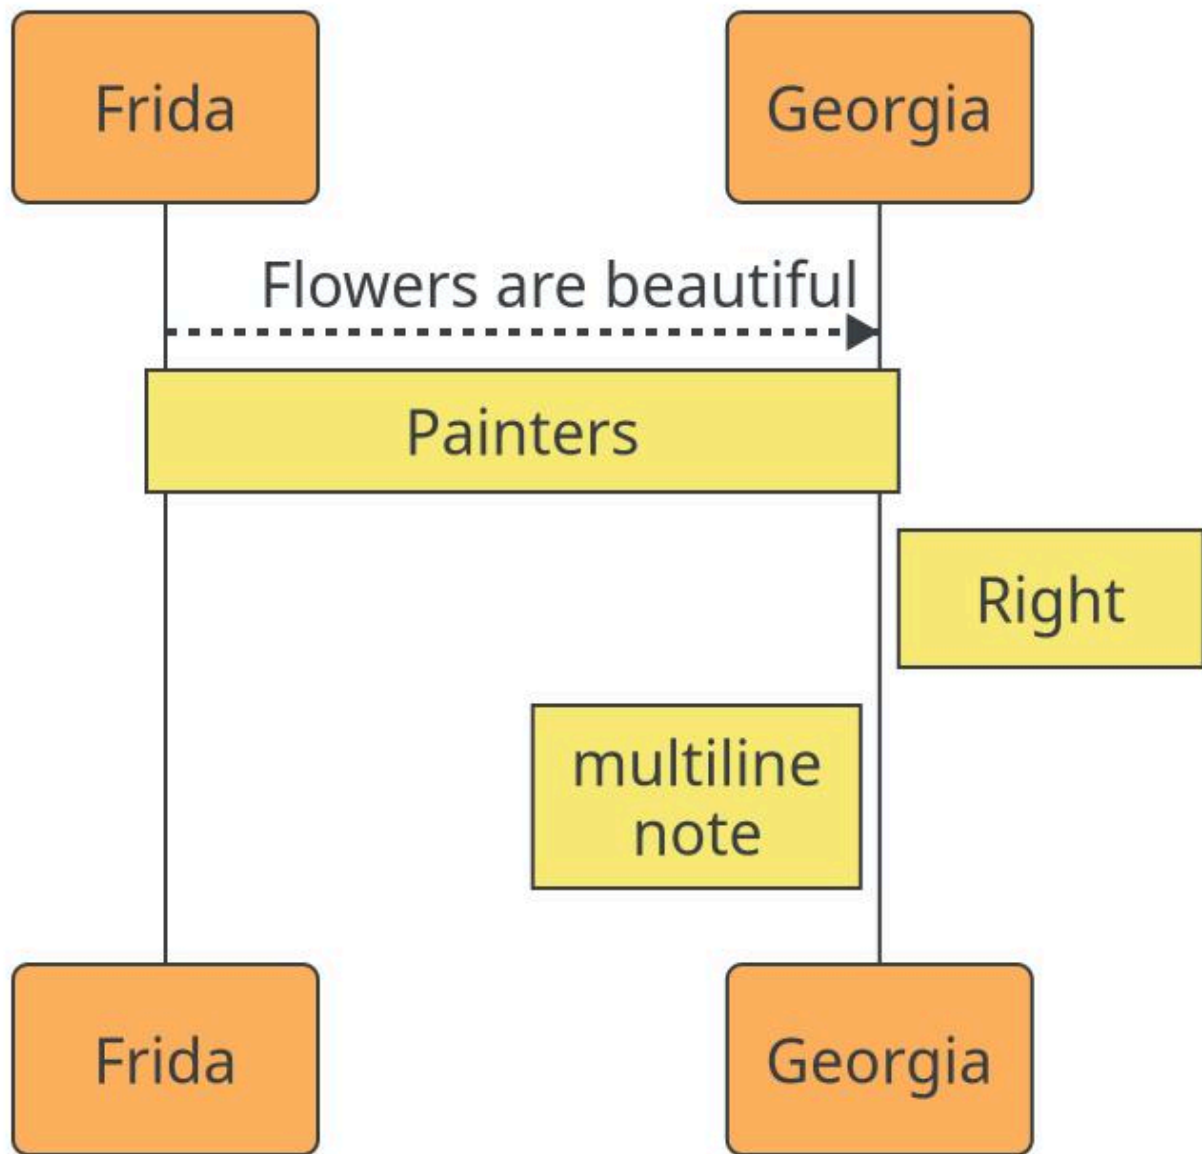 Frida
Georgia
Flowers are beautiful
Painters
Right
multiline
note
Frida
Georgia